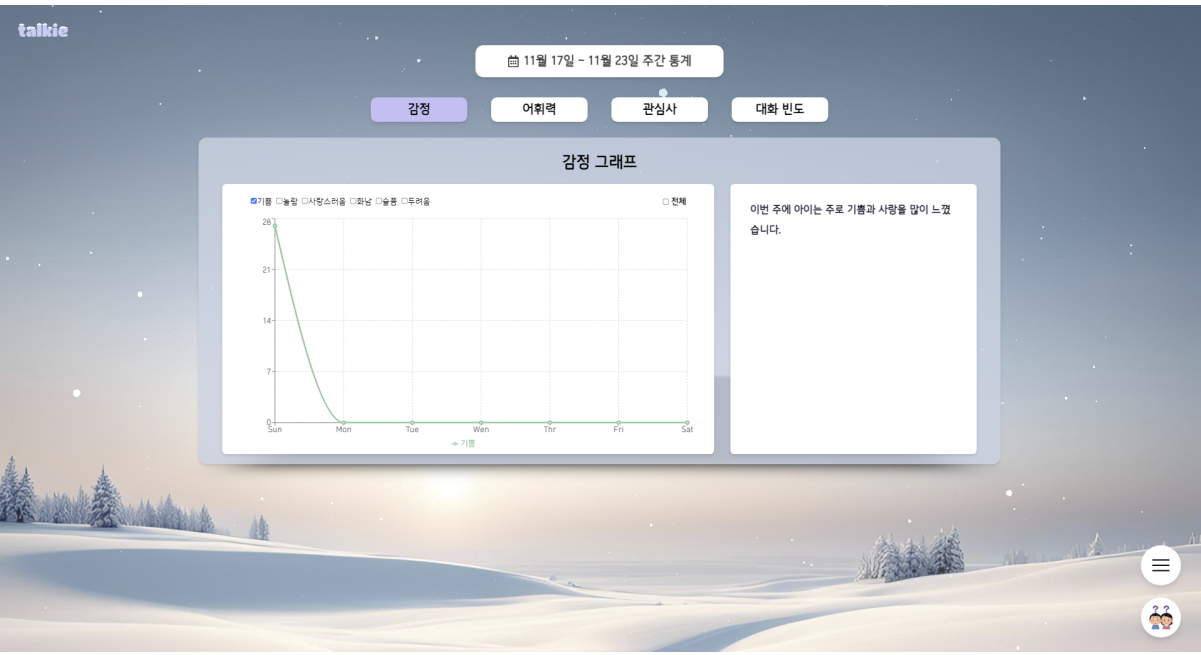 talkie
11월 17일 ~ 11월 23일 주간 통계
감정 어휘력 관심사 대화 빈도
감정 그래프
기쁨 놀람 사랑스러움 화남 슬픔 두려움 전체
28
21
14
7
0
Sun Mon Tue Wen Thr Fri Sat
기쁨
이번 주에 아이는 주로 기쁨과 사랑을 많이 느꼈
습니다.
? ?